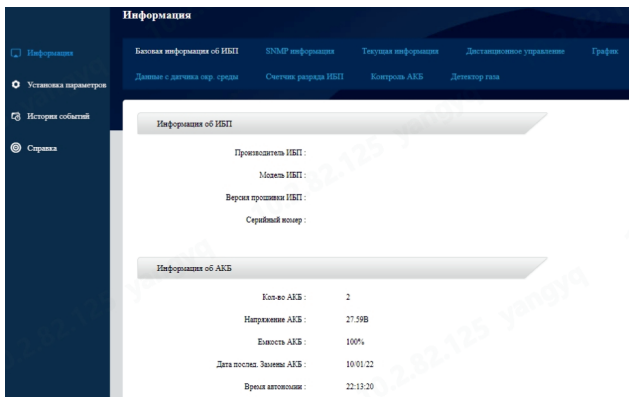 Информация
Информация
Установка параметров
История событий
Справка
Базовая информация об ИБП SNMP информация Текущая информация Дистанционное управление График
Данные с датчика окр. среды Счетчик разряда ИБП Контроль АКБ Детектор газа
Информация об ИБП
Производитель ИБП :
Модель ИБП :
Версия прошивки ИБП :
Серийный номер :
Информация об АКБ
Кол-во АКБ : 2
Напряжение АКБ : 27.59В
Емкость АКБ : 100%
Дата послед. Замены АКБ : 10/01/22
Время автономии : 22:13:20